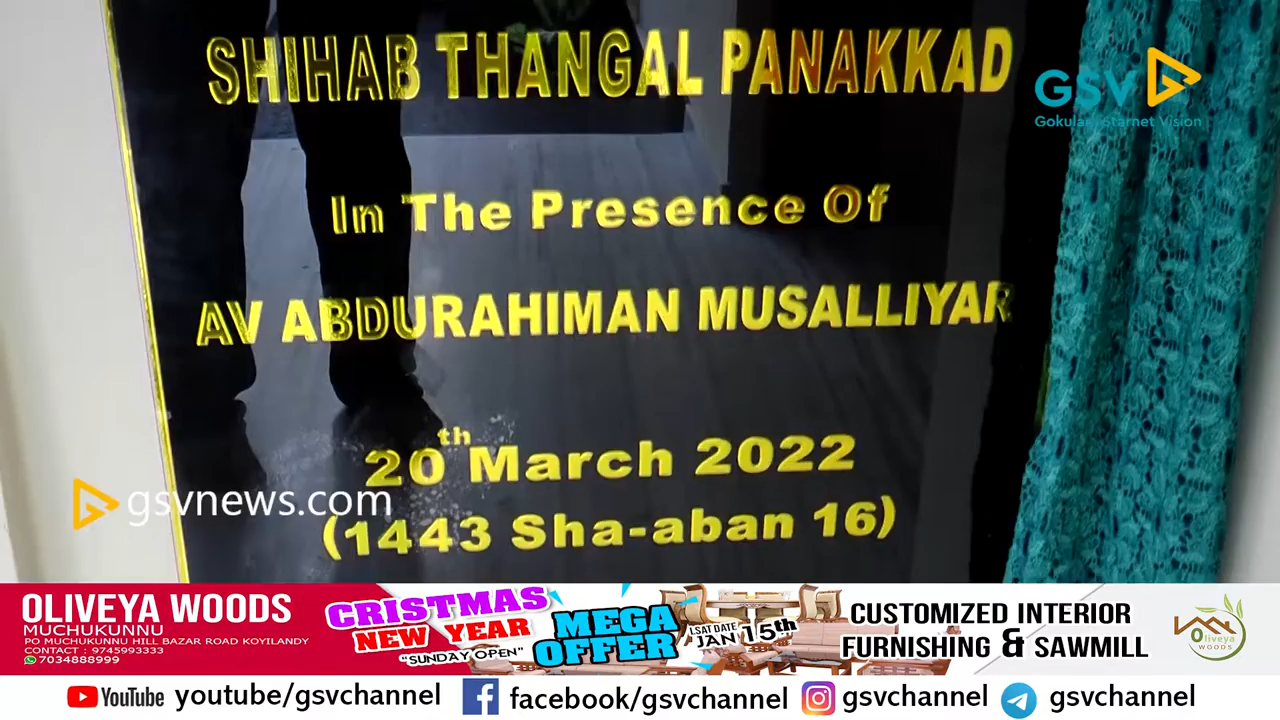 SHIHAB THANGAL PANAKKAD
GSV
Gokulam Starnet Vision
In The Presence Of
AV ABDURAHIMAN MUSALLIYAR
20th March 2022
(1443 Sha-aban 16)
gsvnews.com
OLIVEYA WOODS
MUCHUKUNNU
PO MUCHUKUNNU HILL BAZAR ROAD KOYILANDY
CONTACT : 9745993333
7034888999
CRISTMAS
NEW YEAR
"SUNDAY OPEN"
MEGA
OFFER
LSAT DATE
JAN 15th
CUSTOMIZED INTERIOR
FURNISHING & SAWMILL
Oliveya
WOODS
YouTube youtube/gsvchannel facebook/gsvchannel gsvchannel gsvchannel